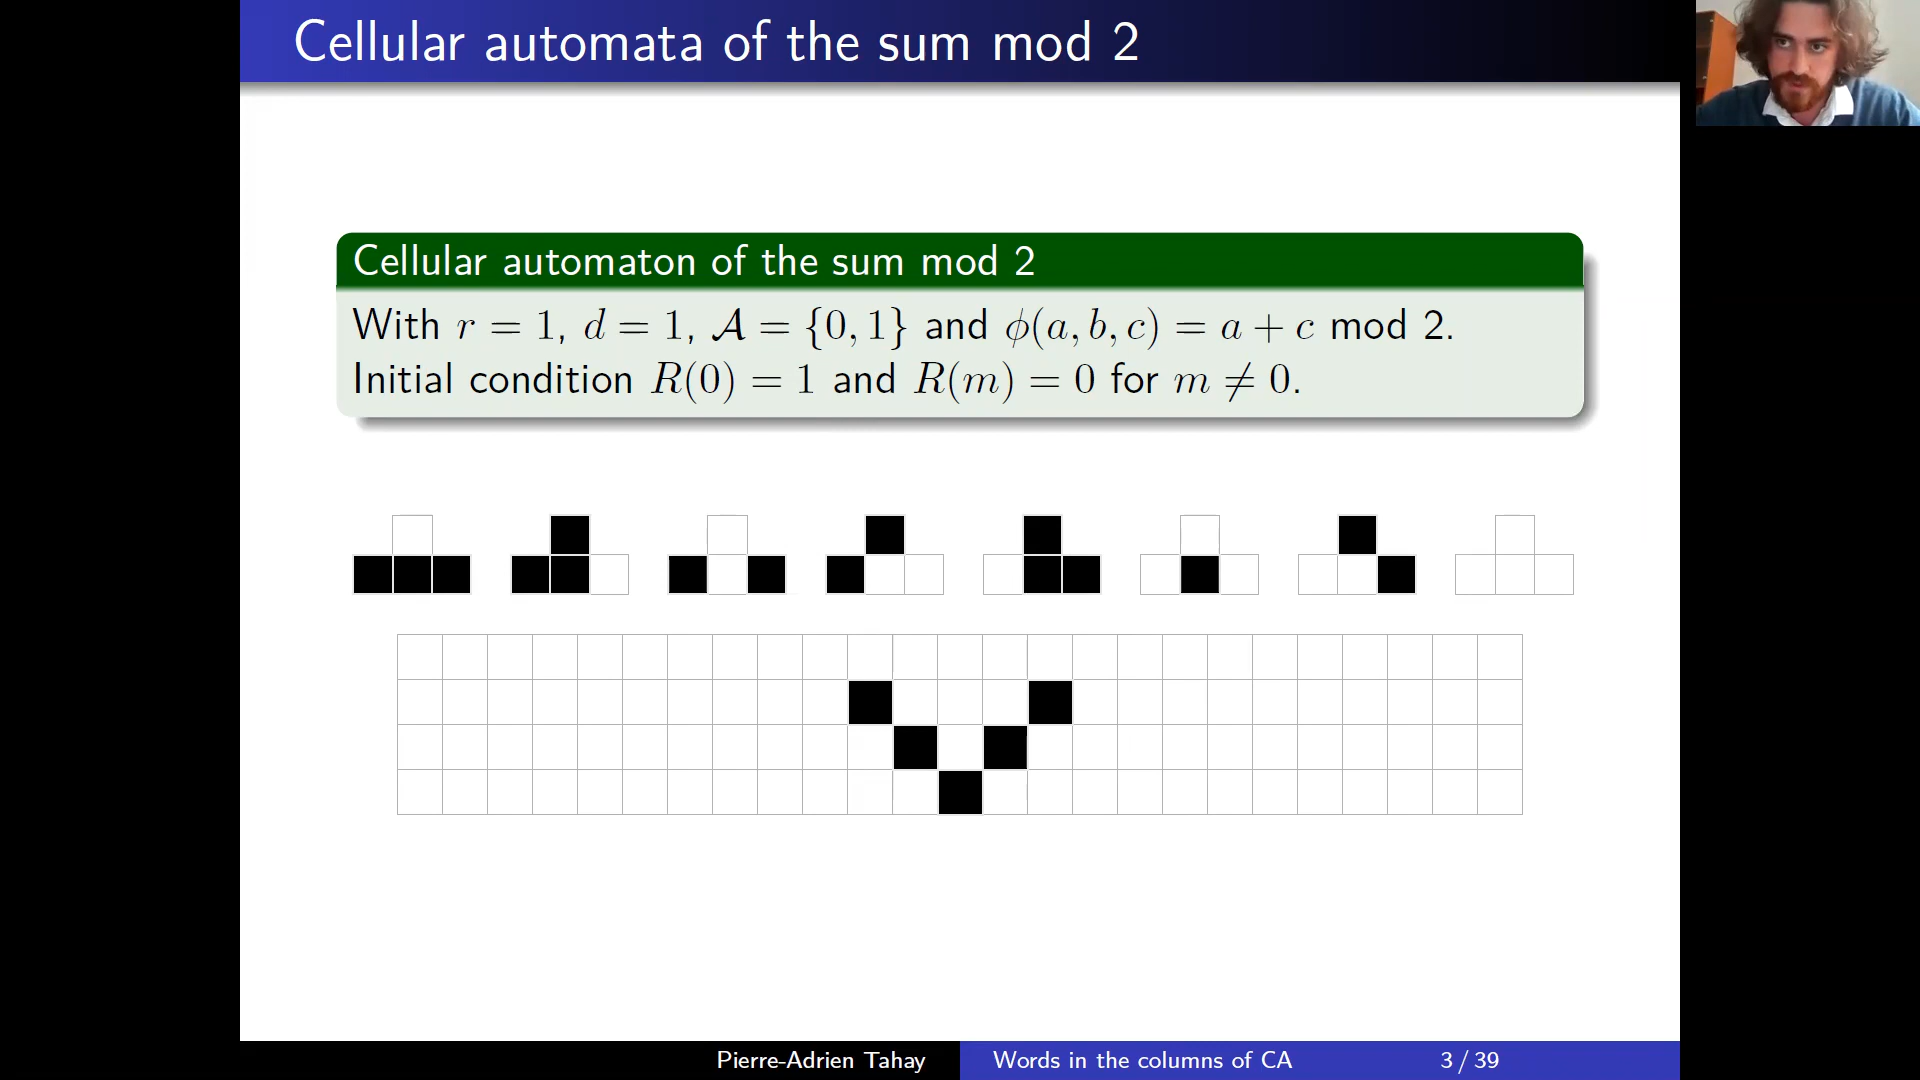 Cellular automata of the sum mod 2
Cellular automaton of the sum mod 2
With r = 1, d = 1, 𝒜 = {0, 1} and ϕ(a, b, c) = a + c mod 2.
Initial condition R(0) = 1 and R(m) = 0 for m ≠ 0.
Pierre-Adrien Tahay Words in the columns of CA 3 / 39